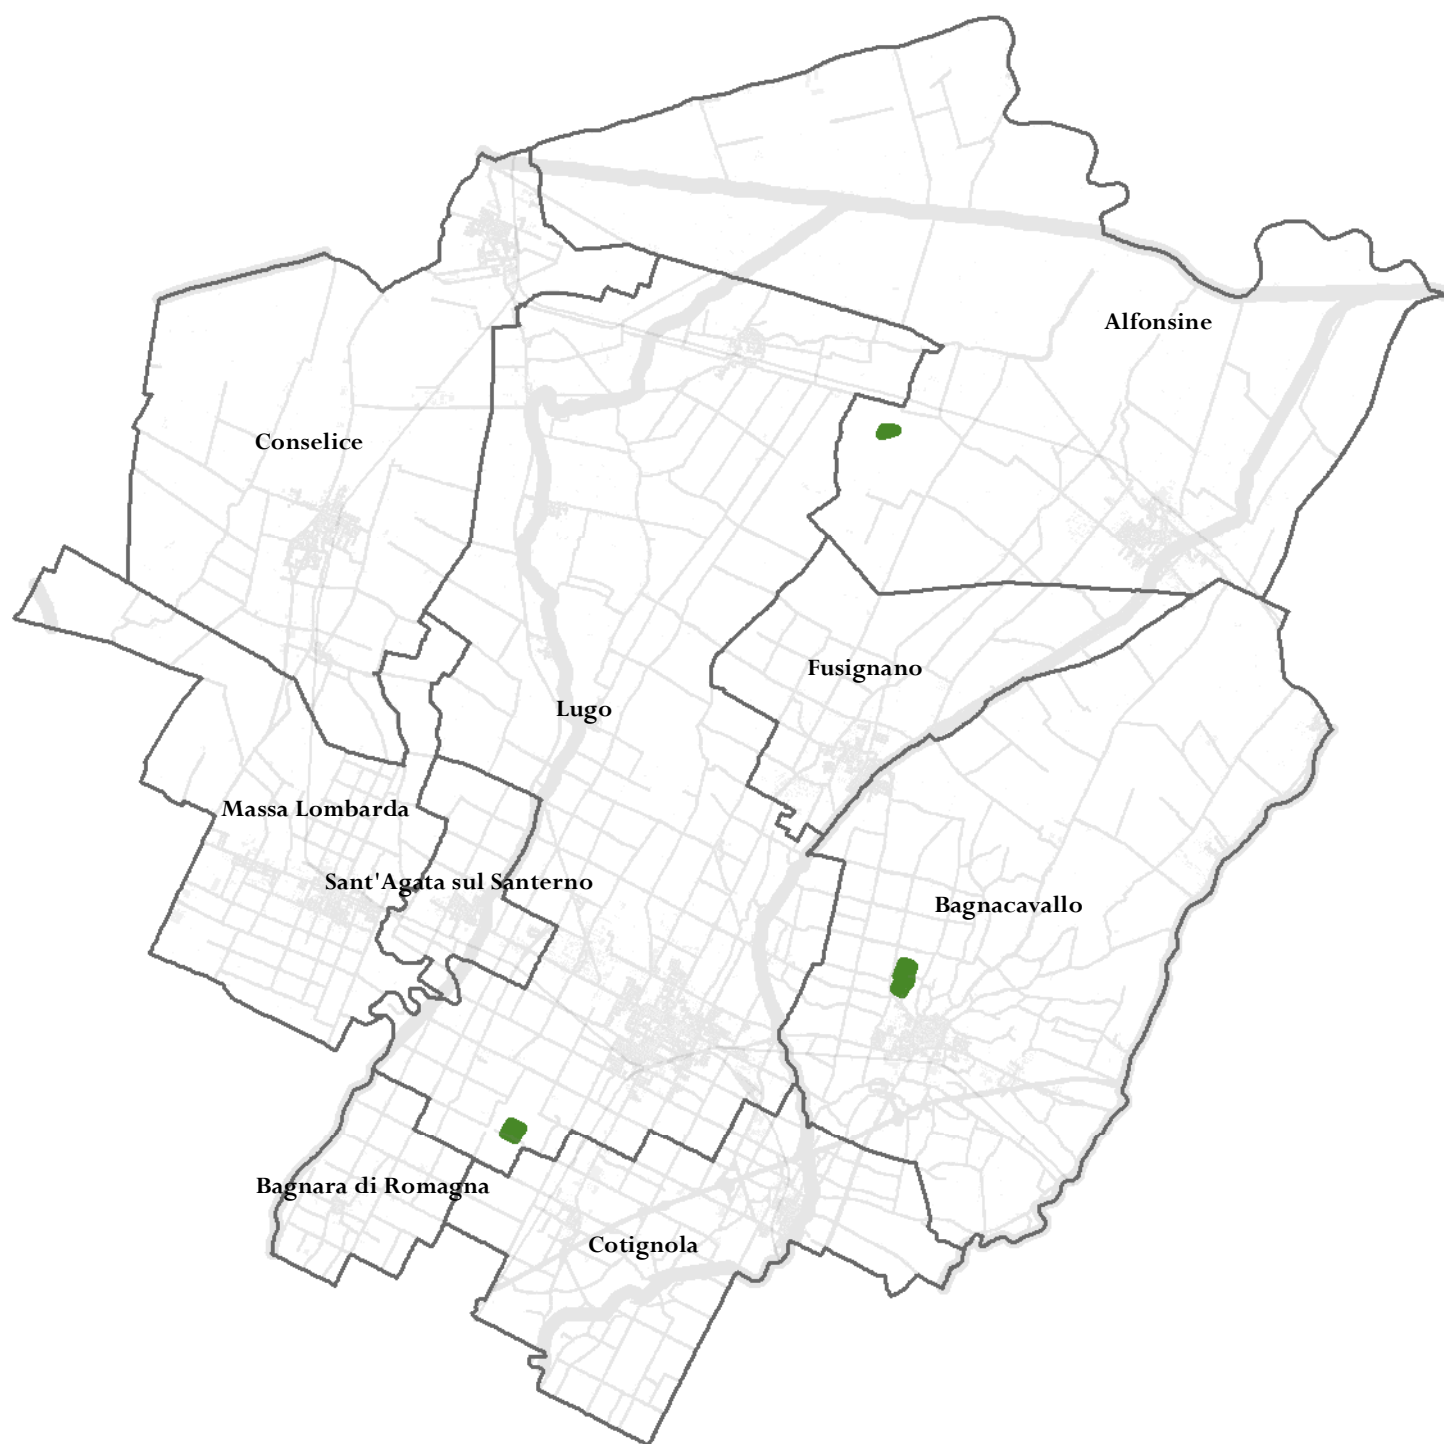 Alfonsine
Conselice
Fusignano
Lugo
Massa Lombarda
Sant'Agata sul Santerno
Bagnacavallo
Bagnara di Romagna
Cotignola